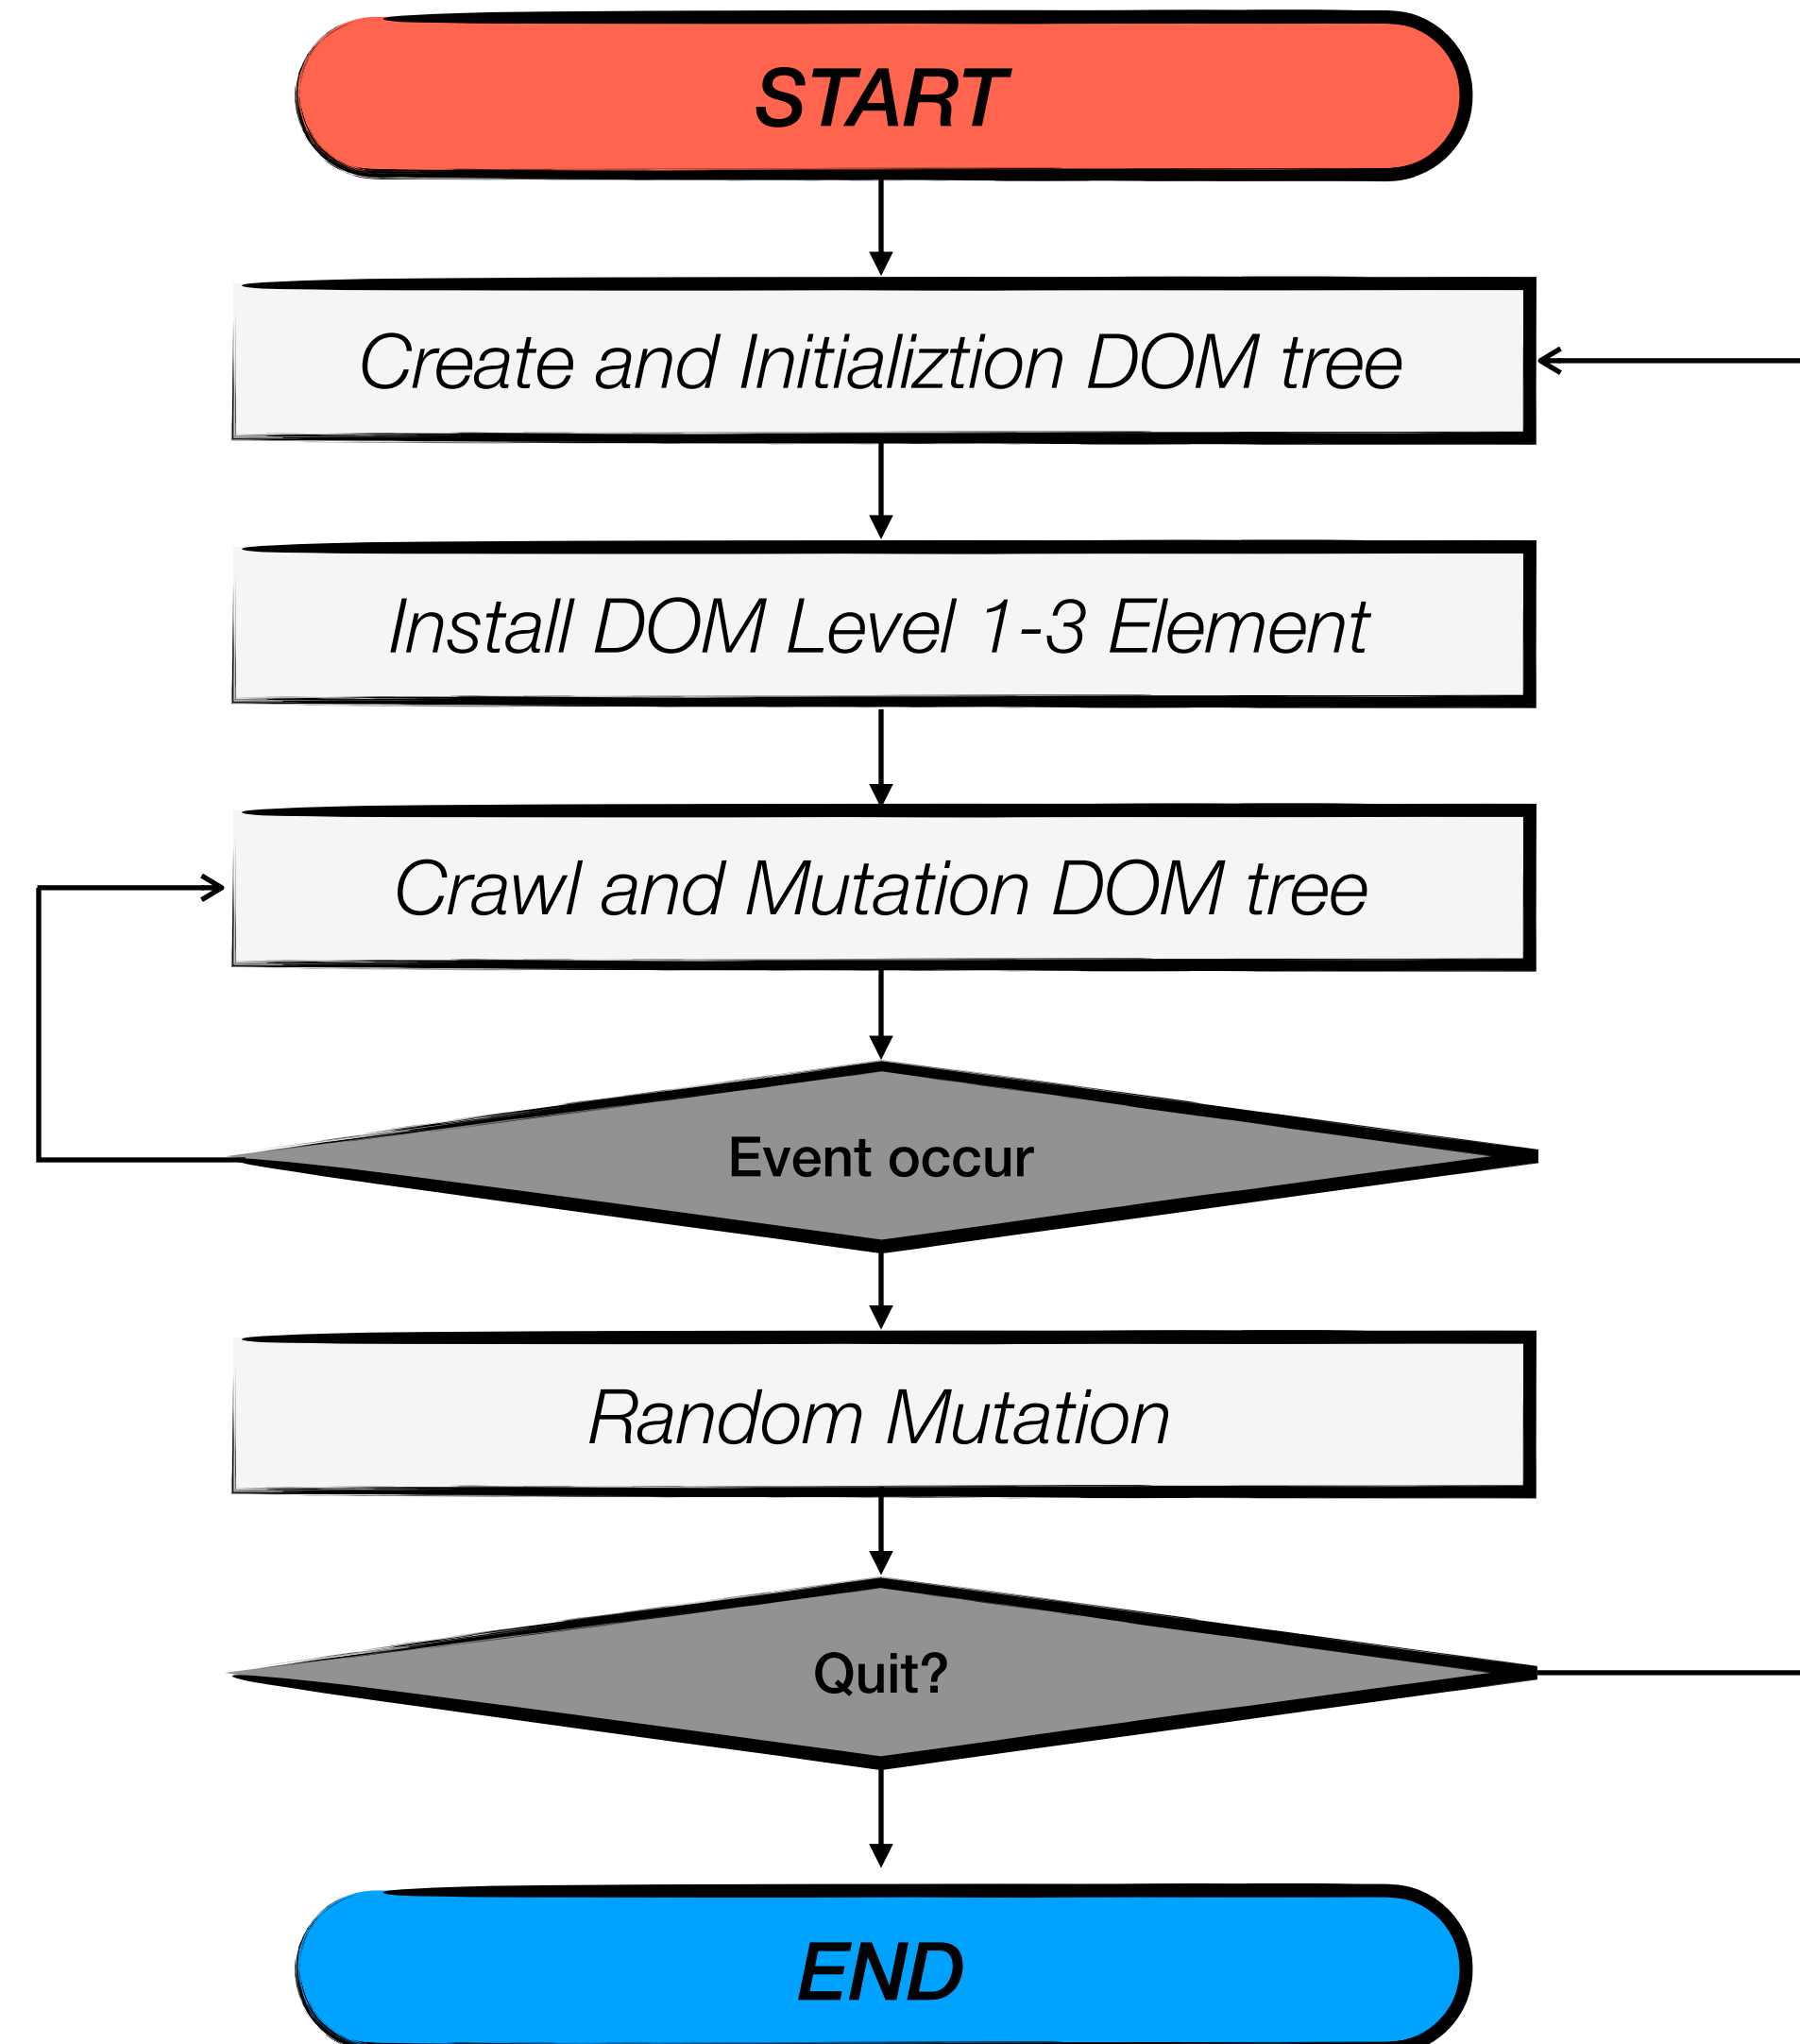 START
Create and Initializtion DOM tree
Install DOM Level 1-3 Element
Crawl and Mutation DOM tree
Event occur
Random Mutation
Quit?
END